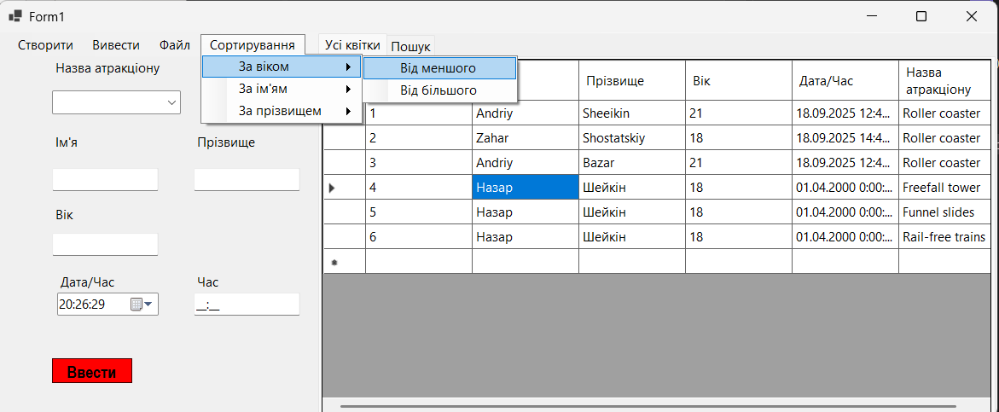 Form1
Створити Вивести Файл Сортирування Усі квітки Пошук
За віком
За ім'ям
За прізвищем
Від меншого
Від більшого
Назва атракціону
Ім'я Прізвище
Вік
Дата/Час Час
20:26:29 __:__
Ввести
Прізвище Вік Дата/Час Назва атракціону
1 Andriy Sheeikin 21 18.09.2025 12:4... Roller coaster
2 Zahar Shostatskiy 18 18.09.2025 14:4... Roller coaster
3 Andriy Bazar 21 18.09.2025 12:4... Roller coaster
4 Назар Шейкін 18 01.04.2000 0:00:... Freefall tower
5 Назар Шейкін 18 01.04.2000 0:00:... Funnel slides
6 Назар Шейкін 18 01.04.2000 0:00:... Rail-free trains